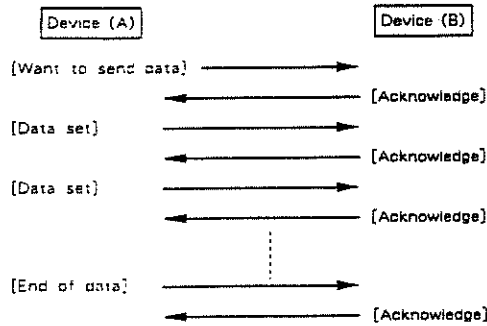 Device (A) Device (B)
[Want to send data]
[Acknowledge]
[Data set]
[Acknowledge]
[Data set]
[Acknowledge]
[End of data]
[Acknowledge]